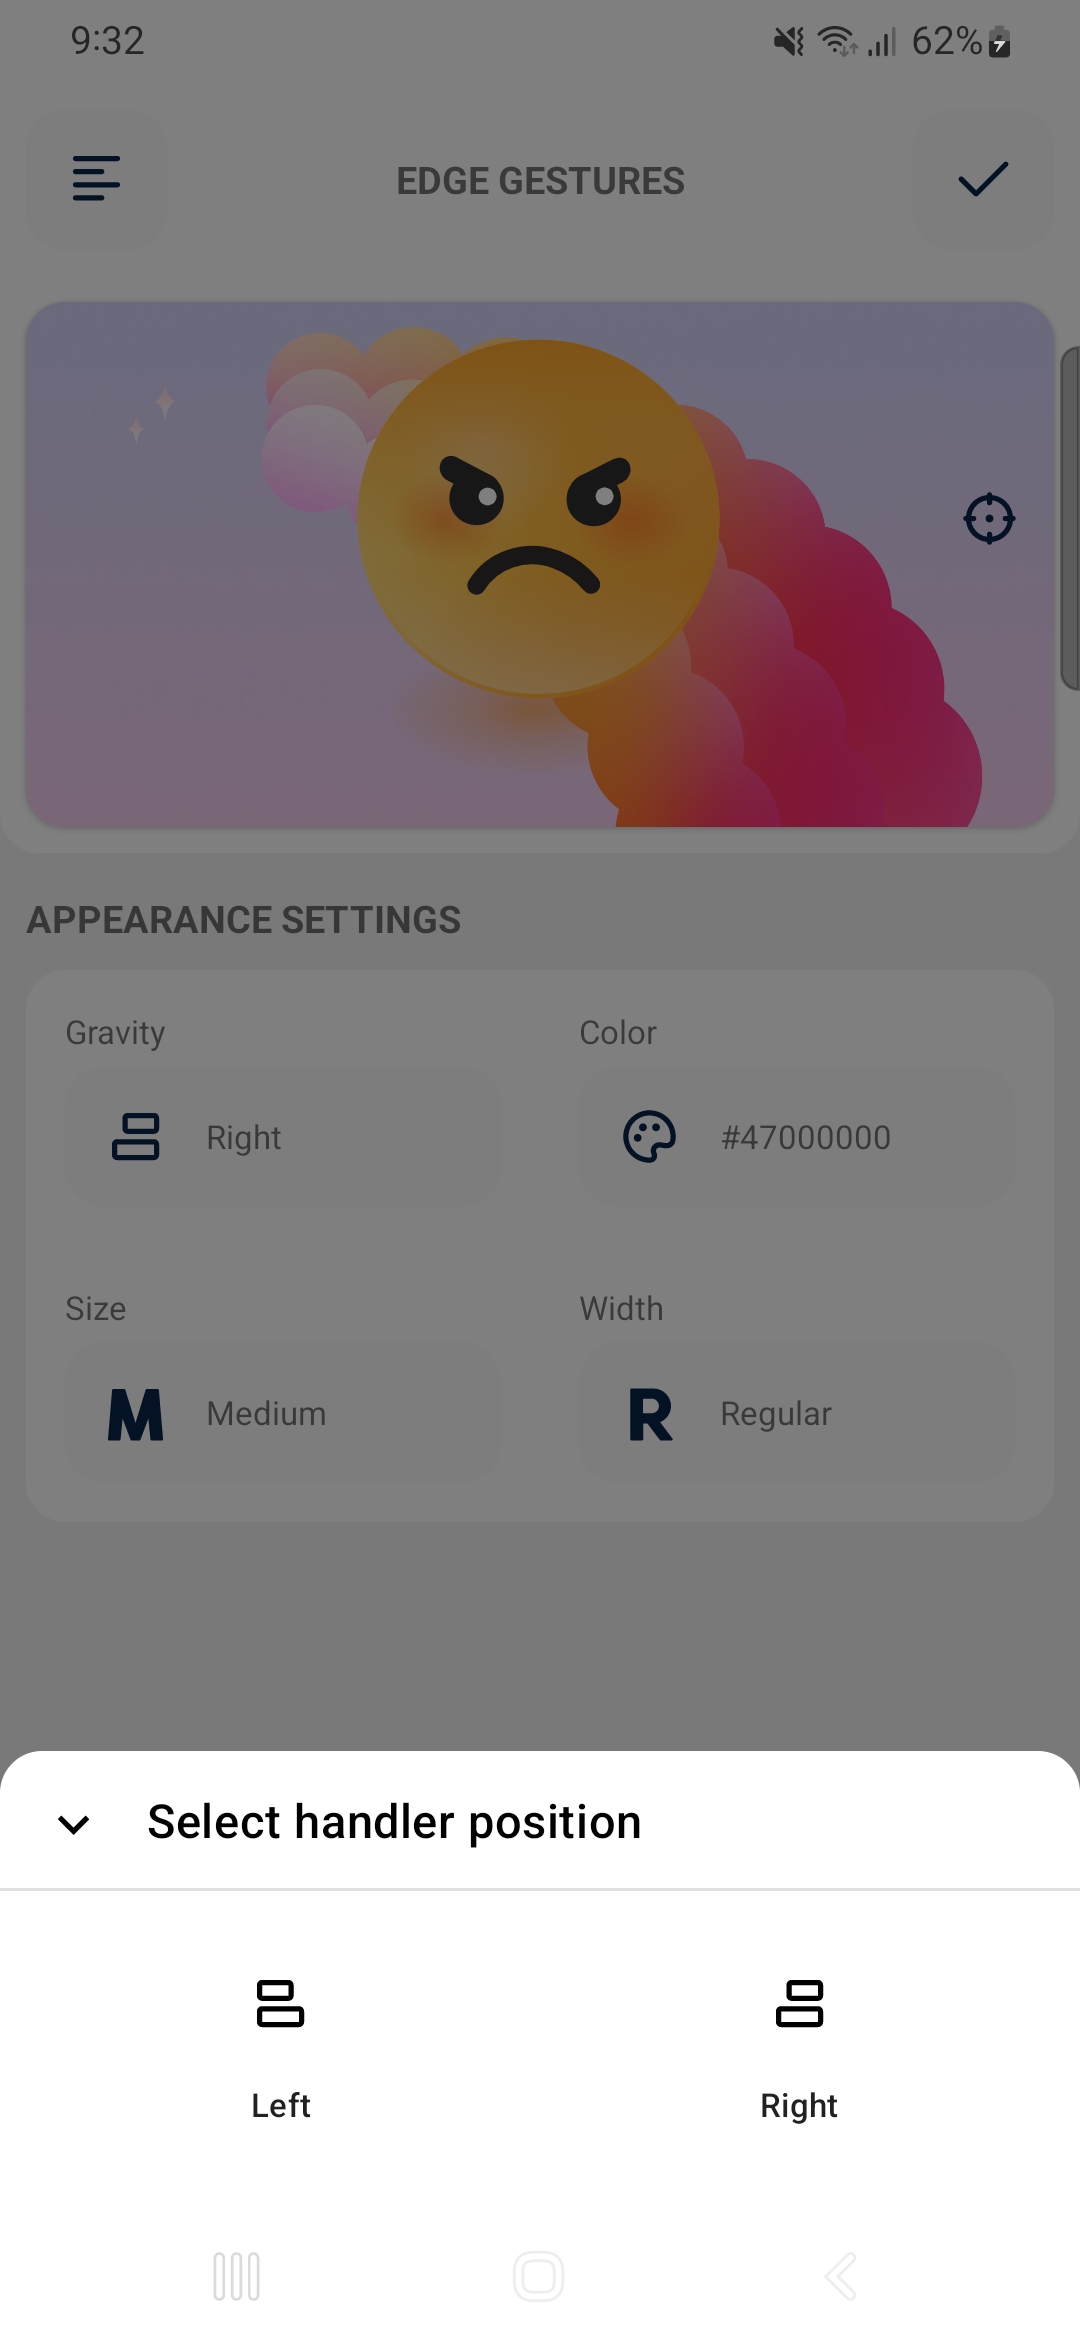 9:32
62%
EDGE GESTURES
APPEARANCE SETTINGS
Gravity
Color
Right
#47000000
Size
Width
M
Medium
R
Regular
Select handler position
Left
Right